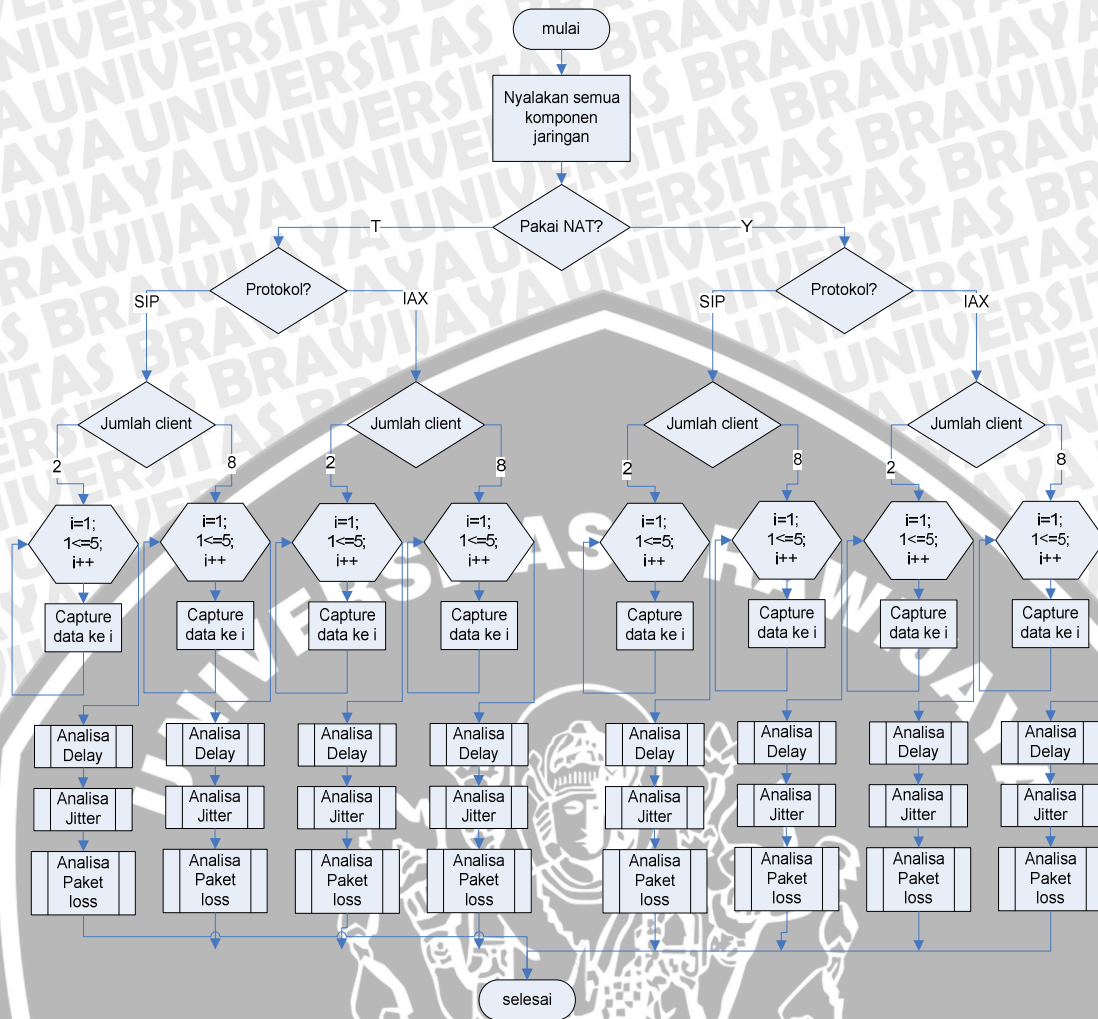 mulai
Nyalakan semua
komponen
jaringan
Pakai NAT?
T
Y
Protokol?
Protokol?
SIP
IAX
SIP
IAX
Jumlah client
Jumlah client
Jumlah client
Jumlah client
2
8
2
8
2
8
2
8
i=1;
1<=5;
i++
i=1;
1<=5;
i++
i=1;
1<=5;
i++
i=1;
1<=5;
i++
i=1;
1<=5;
i++
i=1;
1<=5;
i++
i=1;
1<=5;
i++
i=1;
1<=5;
i++
Capture
data ke i
Capture
data ke i
Capture
data ke i
Capture
data ke i
Capture
data ke i
Capture
data ke i
Capture
data ke i
Capture
data ke i
Analisa
Delay
Analisa
Delay
Analisa
Delay
Analisa
Delay
Analisa
Delay
Analisa
Delay
Analisa
Delay
Analisa
Delay
Analisa
Jitter
Analisa
Jitter
Analisa
Jitter
Analisa
Jitter
Analisa
Jitter
Analisa
Jitter
Analisa
Jitter
Analisa
Jitter
Analisa
Paket
loss
Analisa
Paket
loss
Analisa
Paket
loss
Analisa
Paket
loss
Analisa
Paket
loss
Analisa
Paket
loss
Analisa
Paket
loss
Analisa
Paket
loss
selesai
UNIVERSITAS BRAWIJAYA